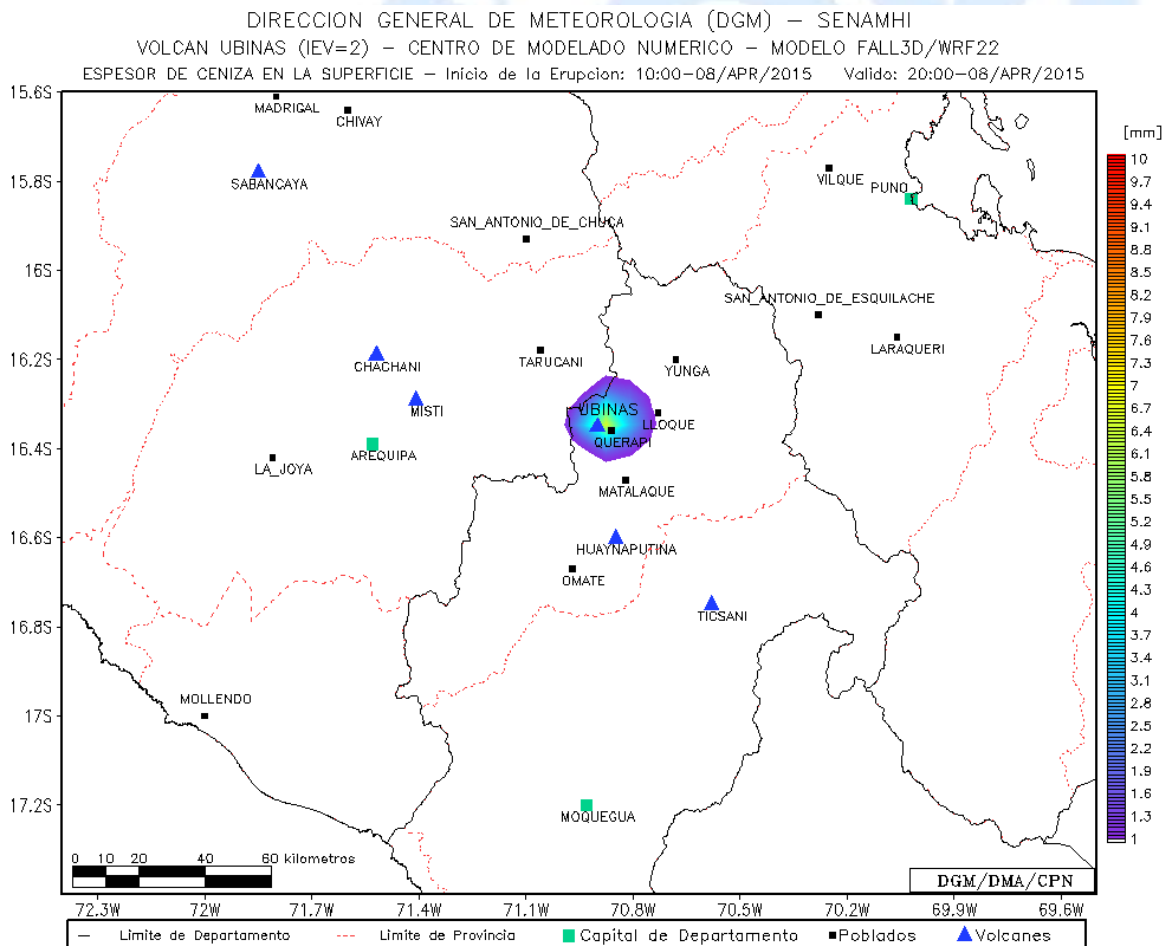 DIRECCION GENERAL DE METEOROLOGIA (DGM) – SENAMHI
VOLCAN UBINAS (IEV=2) – CENTRO DE MODELADO NUMERICO – MODELO FALL3D/WRF22
ESPESOR DE CENIZA EN LA SUPERFICIE – Inicio de la Erupcion: 10:00–08/APR/2015 Valido: 20:00–08/APR/2015
15.6S
15.8S
16S
16.2S
16.4S
16.6S
16.8S
17S
17.2S
MADRIGAL
CHIVAY
SABANCAYA
VILQUE
PUNO
SAN_ANTONIO_DE_CHUCA
SAN_ANTONIO_DE_ESQUILACHE
LARAQUERI
TARUCANI
YUNGA
CHACHANI
MISTI
UBINAS
LLOQUE
QUERAPI
AREQUIPA
LA_JOYA
MATALAQUE
HUAYNAPUTINA
OMATE
TICSANI
MOLLENDO
MOQUEGUA
0 10 20 40 60 kilometros
DGM/DMA/CPN
72.3W 72W 71.7W 71.4W 71.1W 70.8W 70.5W 70.2W 69.9W 69.6W
[mm]
10
9.7
9.4
9.1
8.8
8.5
8.2
7.9
7.6
7.3
7
6.7
6.4
6.1
5.8
5.5
5.2
4.9
4.6
4.3
4
3.7
3.4
3.1
2.8
2.5
2.2
1.9
1.6
1.3
1
Limite de Departamento Limite de Provincia Capital de Departamento Poblados Volcanes